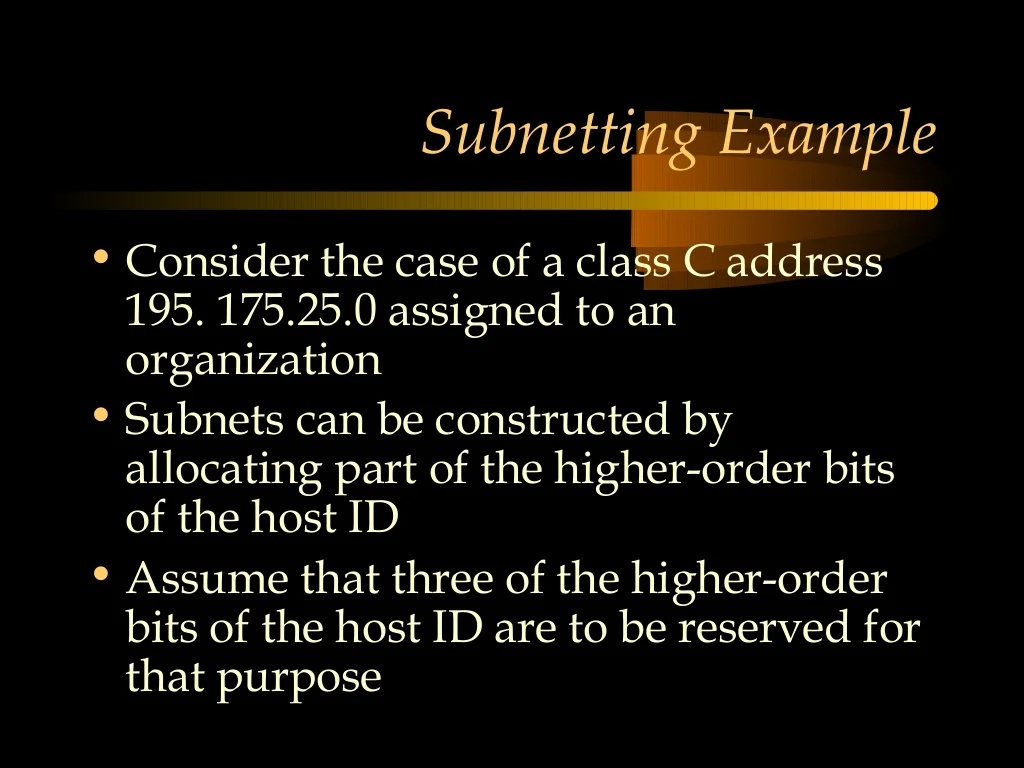 Subnetting Example
• Consider the case of a class C address
195. 175.25.0 assigned to an
organization
• Subnets can be constructed by
allocating part of the higher-order bits
of the host ID
• Assume that three of the higher-order
bits of the host ID are to be reserved for
that purpose